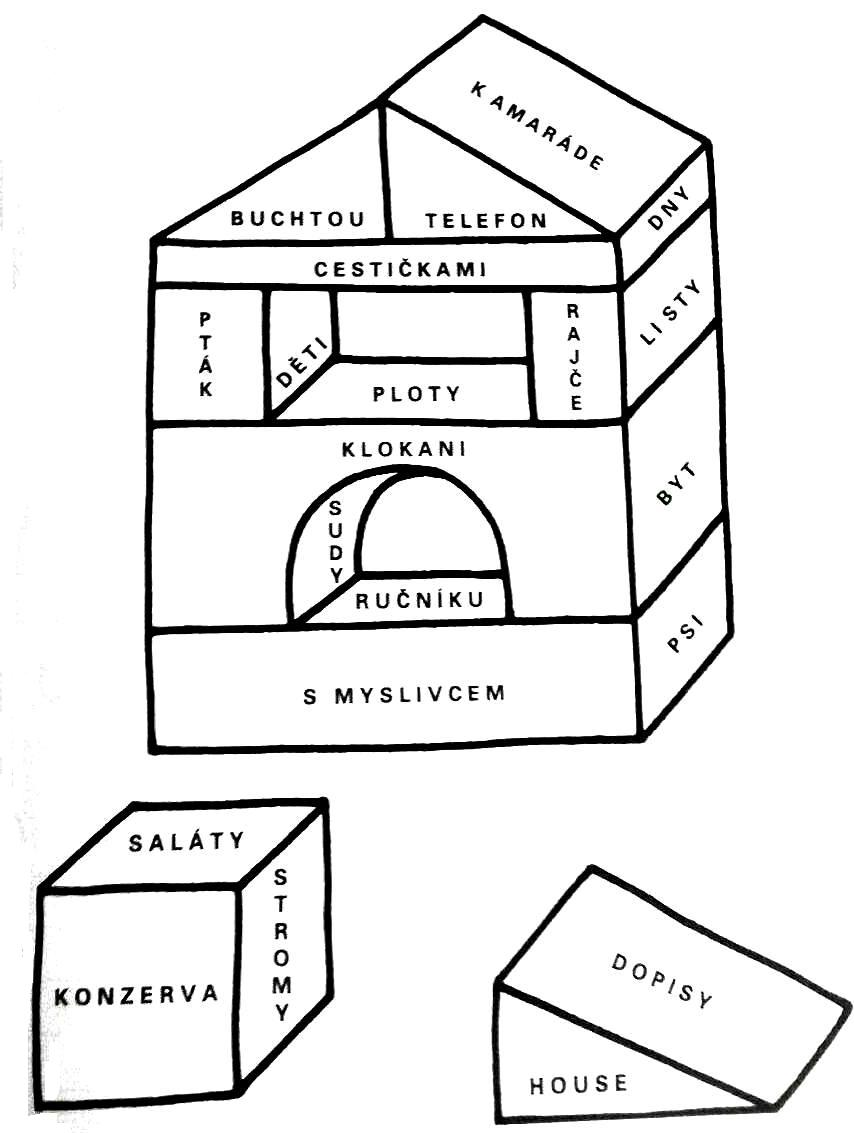 KAMARÁDE
BUCHTOU
TELEFON
DNY
CESTIČKAMI
PTÁK
DĚTI
RAJČE
LISTY
PLOTY
KLOKANI
BYT
SUDY
RUČNÍKU
PSI
S MYSLIVCEM
SALÁTY
STROMY
KONZERVA
DOPISY
HOUSE